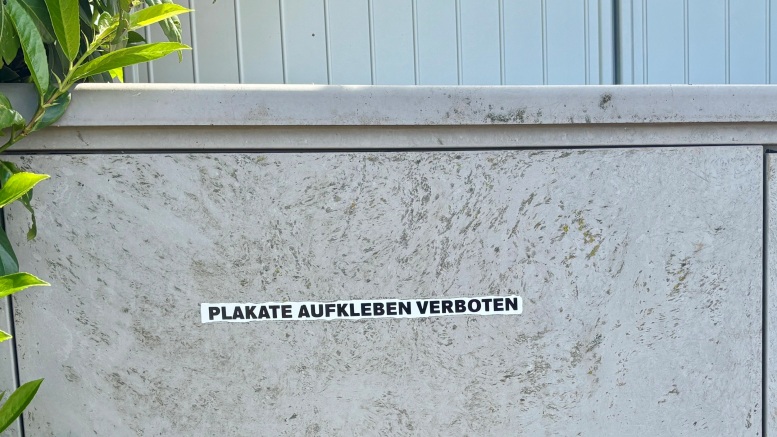 PLAKATE AUFKLEBEN VERBOTEN